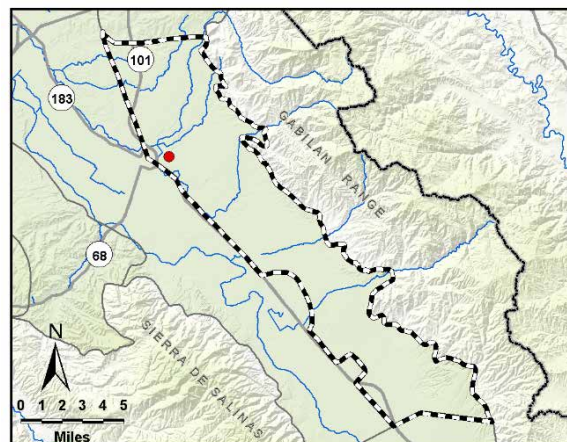 101
183
GABILAN RANGE
68
SIERRA DE SALINAS
N
0 1 2 3 4 5
Miles